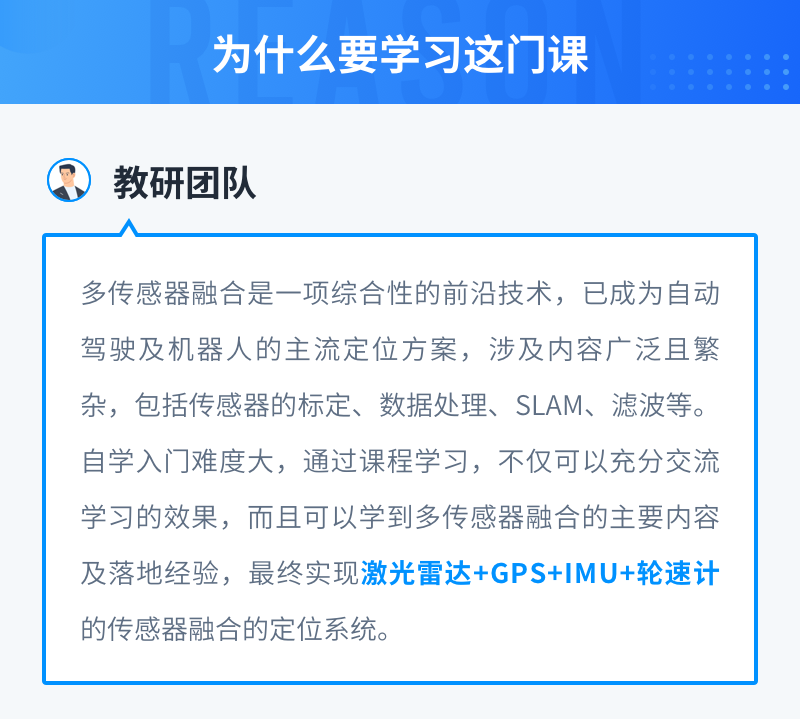 REASON
为什么要学习这门课
教研团队
多传感器融合是一项综合性的前沿技术，已成为自动
驾驶及机器人的主流定位方案，涉及内容广泛且繁
杂，包括传感器的标定、数据处理、SLAM、滤波等。
自学入门难度大，通过课程学习，不仅可以充分交流
学习的效果，而且可以学到多传感器融合的主要内容
及落地经验，最终实现激光雷达+GPS+IMU+轮速计
的传感器融合的定位系统。